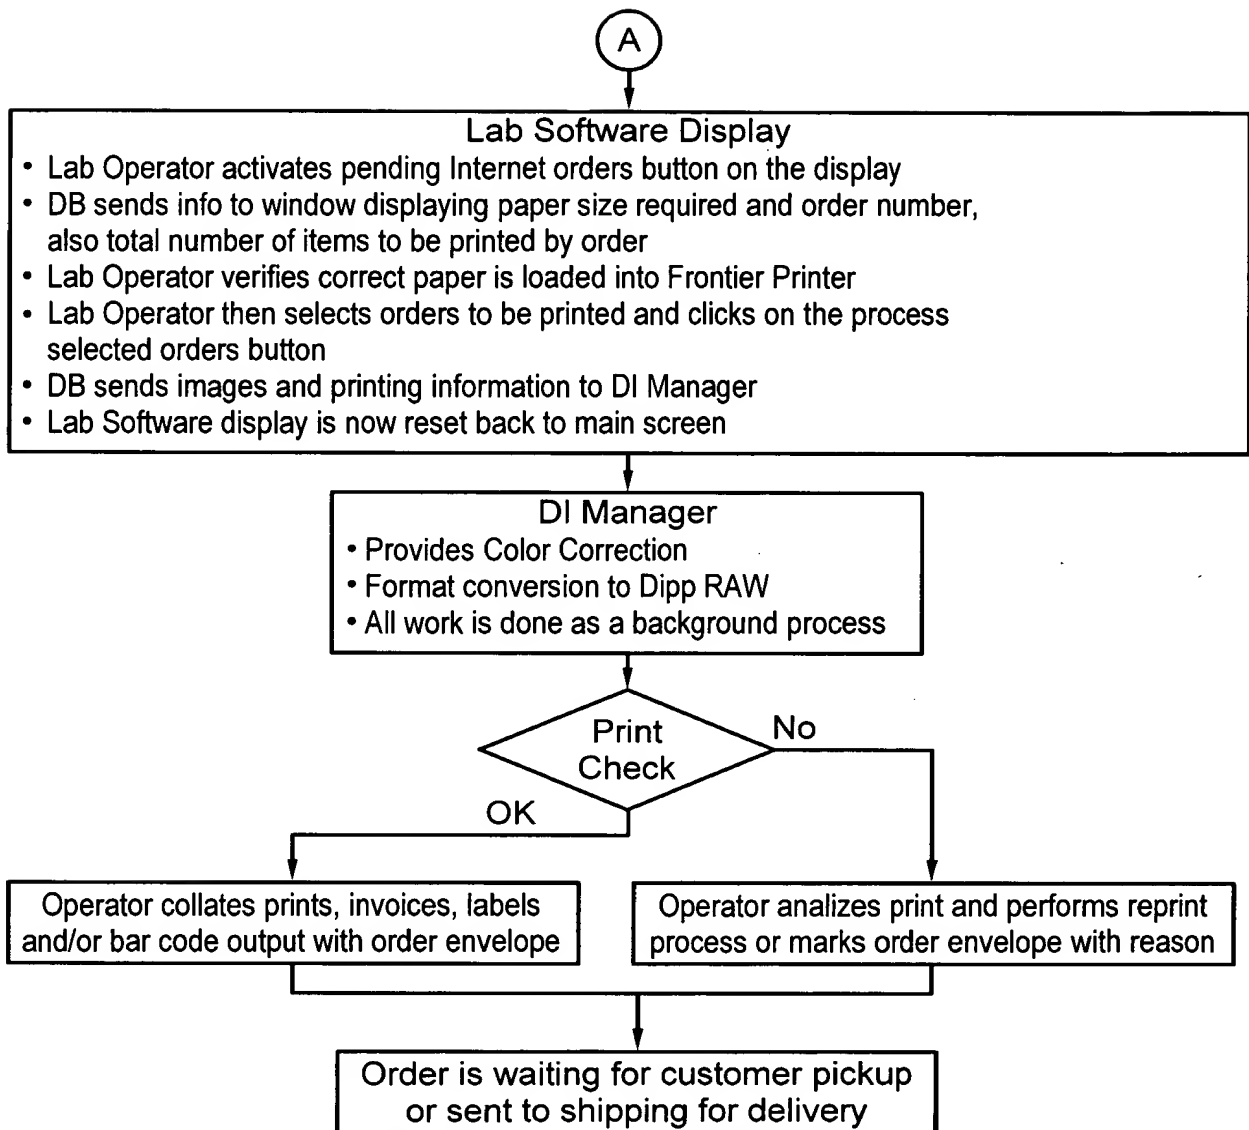 A
Lab Software Display
• Lab Operator activates pending Internet orders button on the display
• DB sends info to window displaying paper size required and order number,
also total number of items to be printed by order
• Lab Operator verifies correct paper is loaded into Frontier Printer
• Lab Operator then selects orders to be printed and clicks on the process
selected orders button
• DB sends images and printing information to DI Manager
• Lab Software display is now reset back to main screen
DI Manager
• Provides Color Correction
• Format conversion to Dipp RAW
• All work is done as a background process
Print
Check
No
OK
Operator collates prints, invoices, labels
and/or bar code output with order envelope
Operator analizes print and performs reprint
process or marks order envelope with reason
Order is waiting for customer pickup
or sent to shipping for delivery